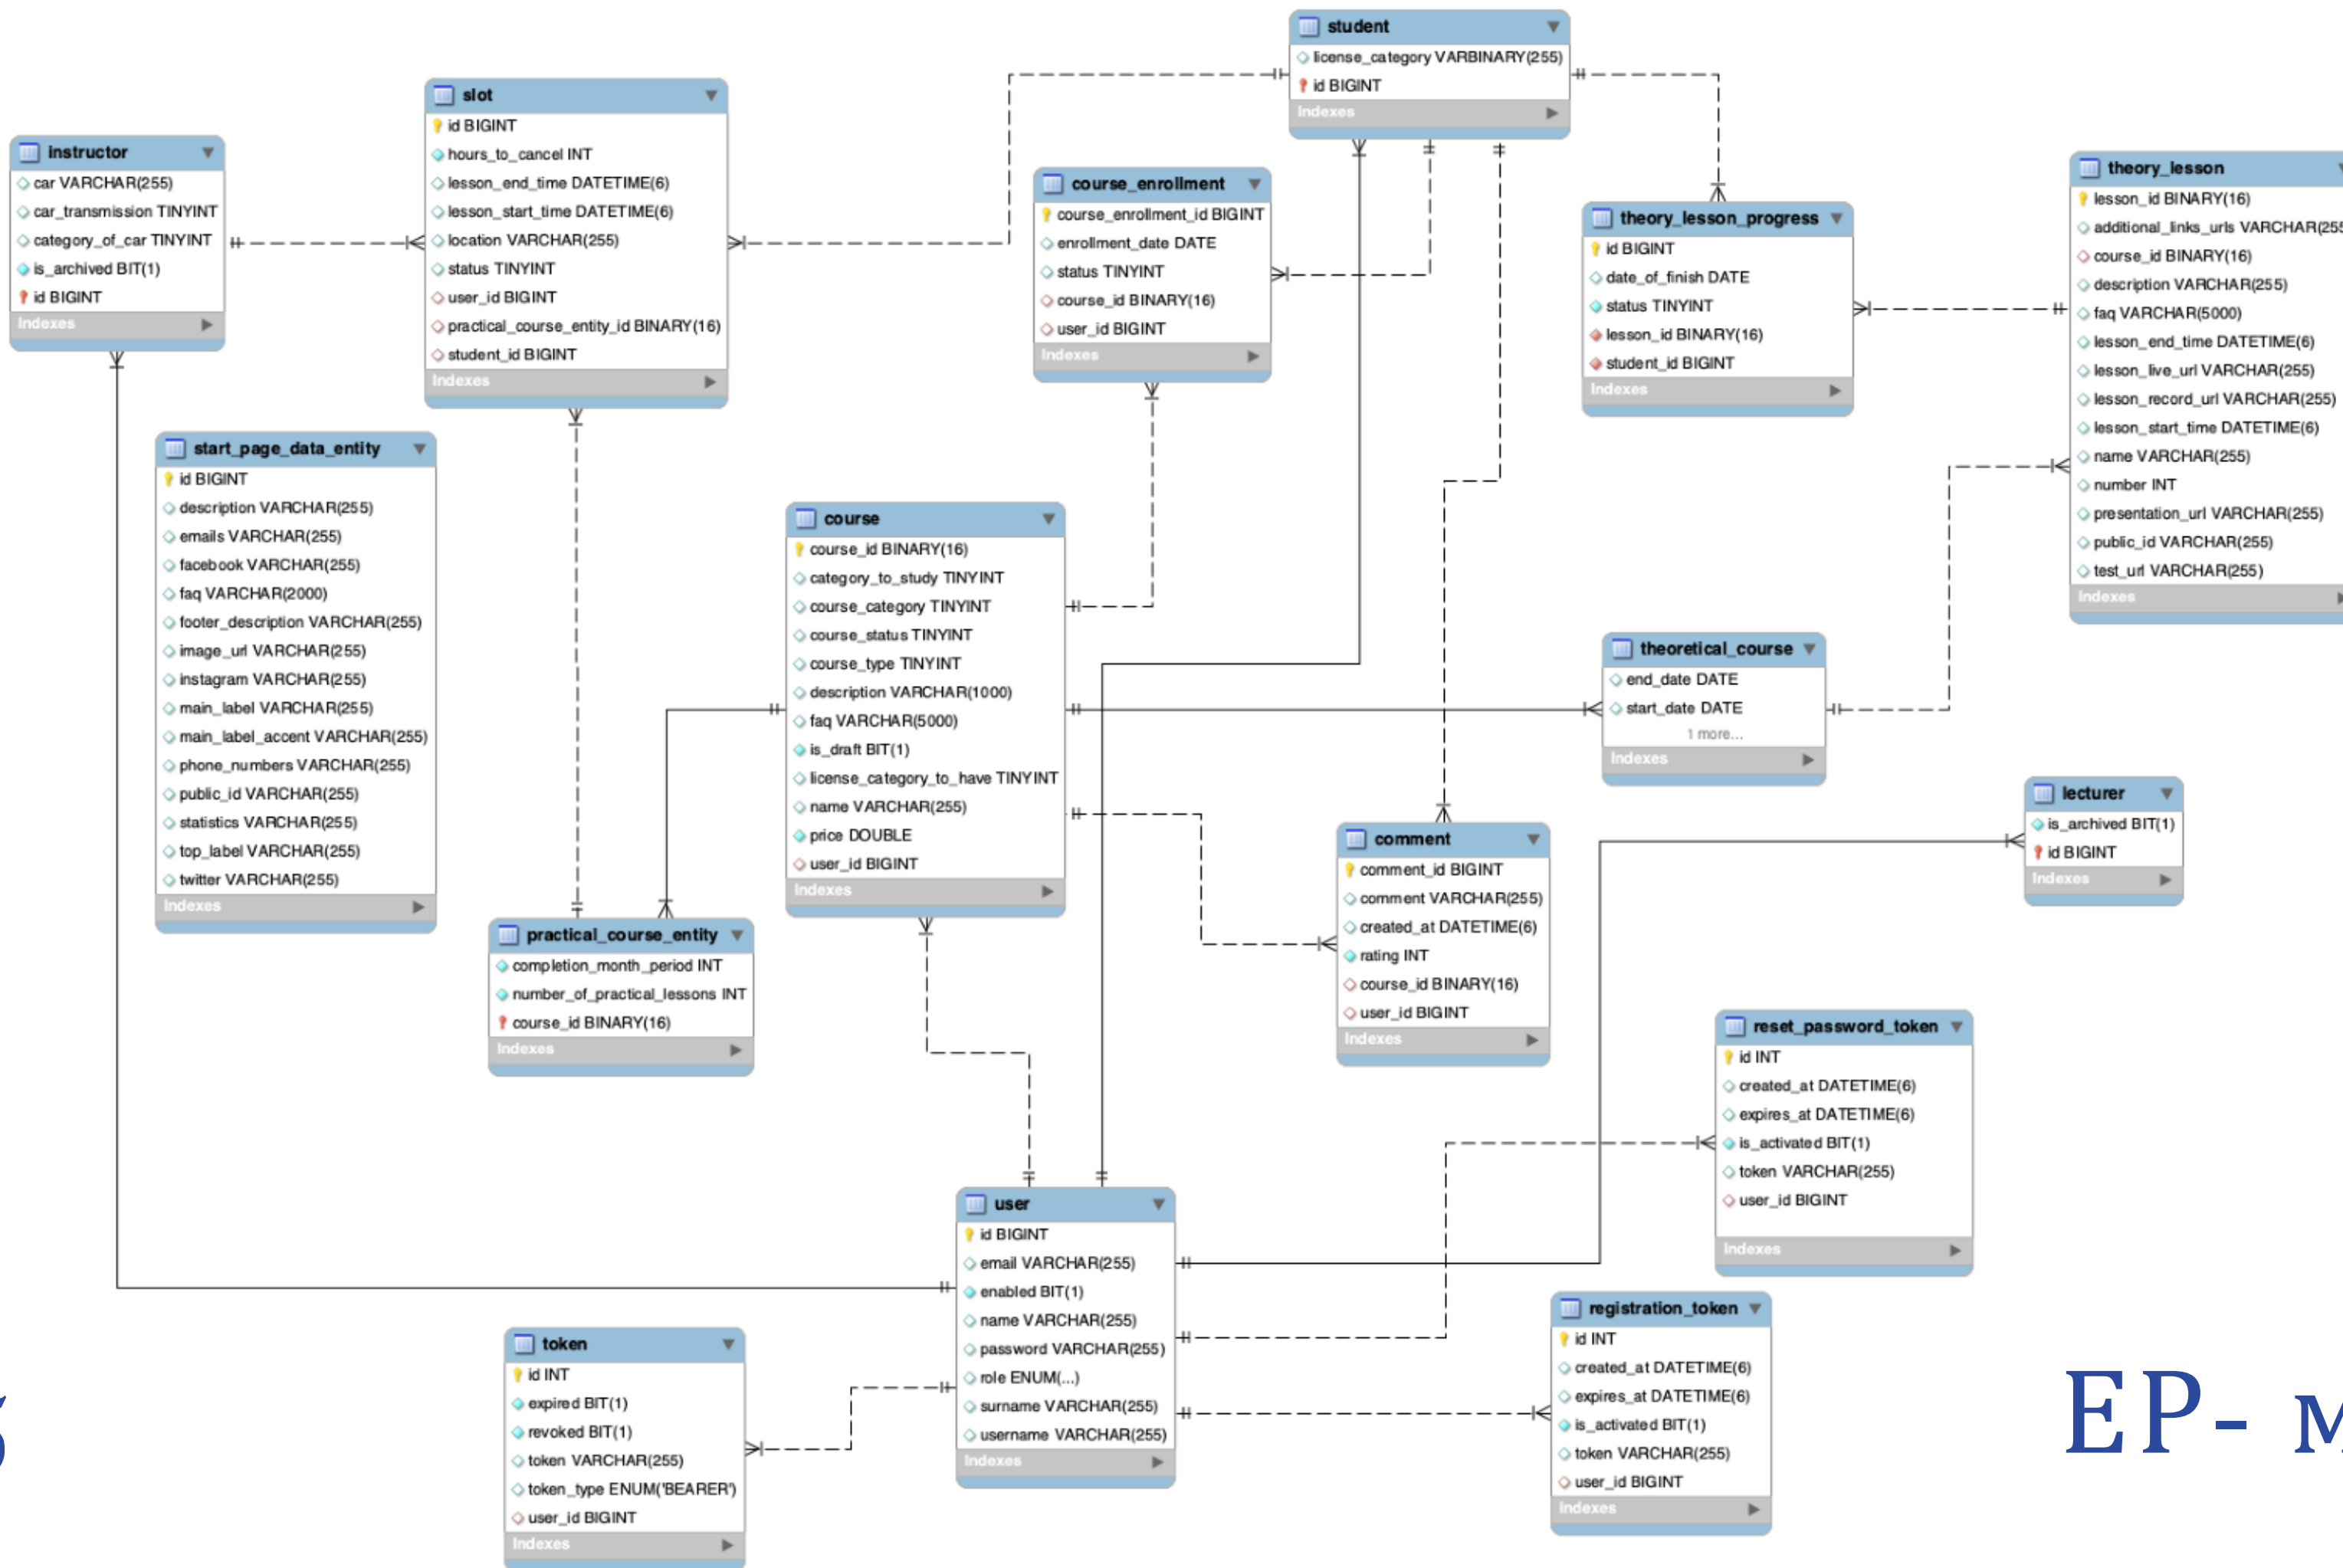 student
license_category VARBINARY(255)
id BIGINT
Indexes
slot
id BIGINT
hours_to_cancel INT
lesson_end_time DATETIME(6)
lesson_start_time DATETIME(6)
location VARCHAR(255)
status TINYINT
user_id BIGINT
practical_course_entity_id BINARY(16)
student_id BIGINT
Indexes
instructor
car VARCHAR(255)
car_transmission TINYINT
category_of_car TINYINT
is_archived BIT(1)
id BIGINT
Indexes
course_enrollment
course_enrollment_id BIGINT
enrollment_date DATE
status TINYINT
course_id BINARY(16)
user_id BIGINT
Indexes
theory_lesson_progress
id BIGINT
date_of_finish DATE
status TINYINT
lesson_id BINARY(16)
student_id BIGINT
Indexes
theory_lesson
lesson_id BINARY(16)
additional_links_urls VARCHAR(255
course_id BINARY(16)
description VARCHAR(255)
faq VARCHAR(5000)
lesson_end_time DATETIME(6)
lesson_live_url VARCHAR(255)
lesson_record_url VARCHAR(255)
lesson_start_time DATETIME(6)
name VARCHAR(255)
number INT
presentation_url VARCHAR(255)
public_id VARCHAR(255)
test_url VARCHAR(255)
Indexes
start_page_data_entity
id BIGINT
description VARCHAR(255)
emails VARCHAR(255)
facebook VARCHAR(255)
faq VARCHAR(2000)
footer_description VARCHAR(255)
image_url VARCHAR(255)
instagram VARCHAR(255)
main_label VARCHAR(255)
main_label_accent VARCHAR(255)
phone_numbers VARCHAR(255)
public_id VARCHAR(255)
statistics VARCHAR(255)
top_label VARCHAR(255)
twitter VARCHAR(255)
Indexes
course
course_id BINARY(16)
category_to_study TINYINT
course_category TINYINT
course_status TINYINT
course_type TINYINT
description VARCHAR(1000)
faq VARCHAR(5000)
is_draft BIT(1)
license_category_to_have TINYINT
name VARCHAR(255)
price DOUBLE
user_id BIGINT
Indexes
theoretical_course
end_date DATE
start_date DATE
1 more...
Indexes
lecturer
is_archived BIT(1)
id BIGINT
Indexes
comment
comment_id BIGINT
comment VARCHAR(255)
created_at DATETIME(6)
rating INT
course_id BINARY(16)
user_id BIGINT
Indexes
practical_course_entity
completion_month_period INT
number_of_practical_lessons INT
course_id BINARY(16)
Indexes
reset_password_token
id INT
created_at DATETIME(6)
expires_at DATETIME(6)
is_activated BIT(1)
token VARCHAR(255)
user_id BIGINT
Indexes
user
id BIGINT
email VARCHAR(255)
enabled BIT(1)
name VARCHAR(255)
password VARCHAR(255)
role ENUM(...)
surname VARCHAR(255)
username VARCHAR(255)
Indexes
registration_token
id INT
created_at DATETIME(6)
expires_at DATETIME(6)
is_activated BIT(1)
token VARCHAR(255)
user_id BIGINT
Indexes
token
id INT
expired BIT(1)
revoked BIT(1)
token VARCHAR(255)
token_type ENUM('BEARER')
user_id BIGINT
Indexes
ЕР-